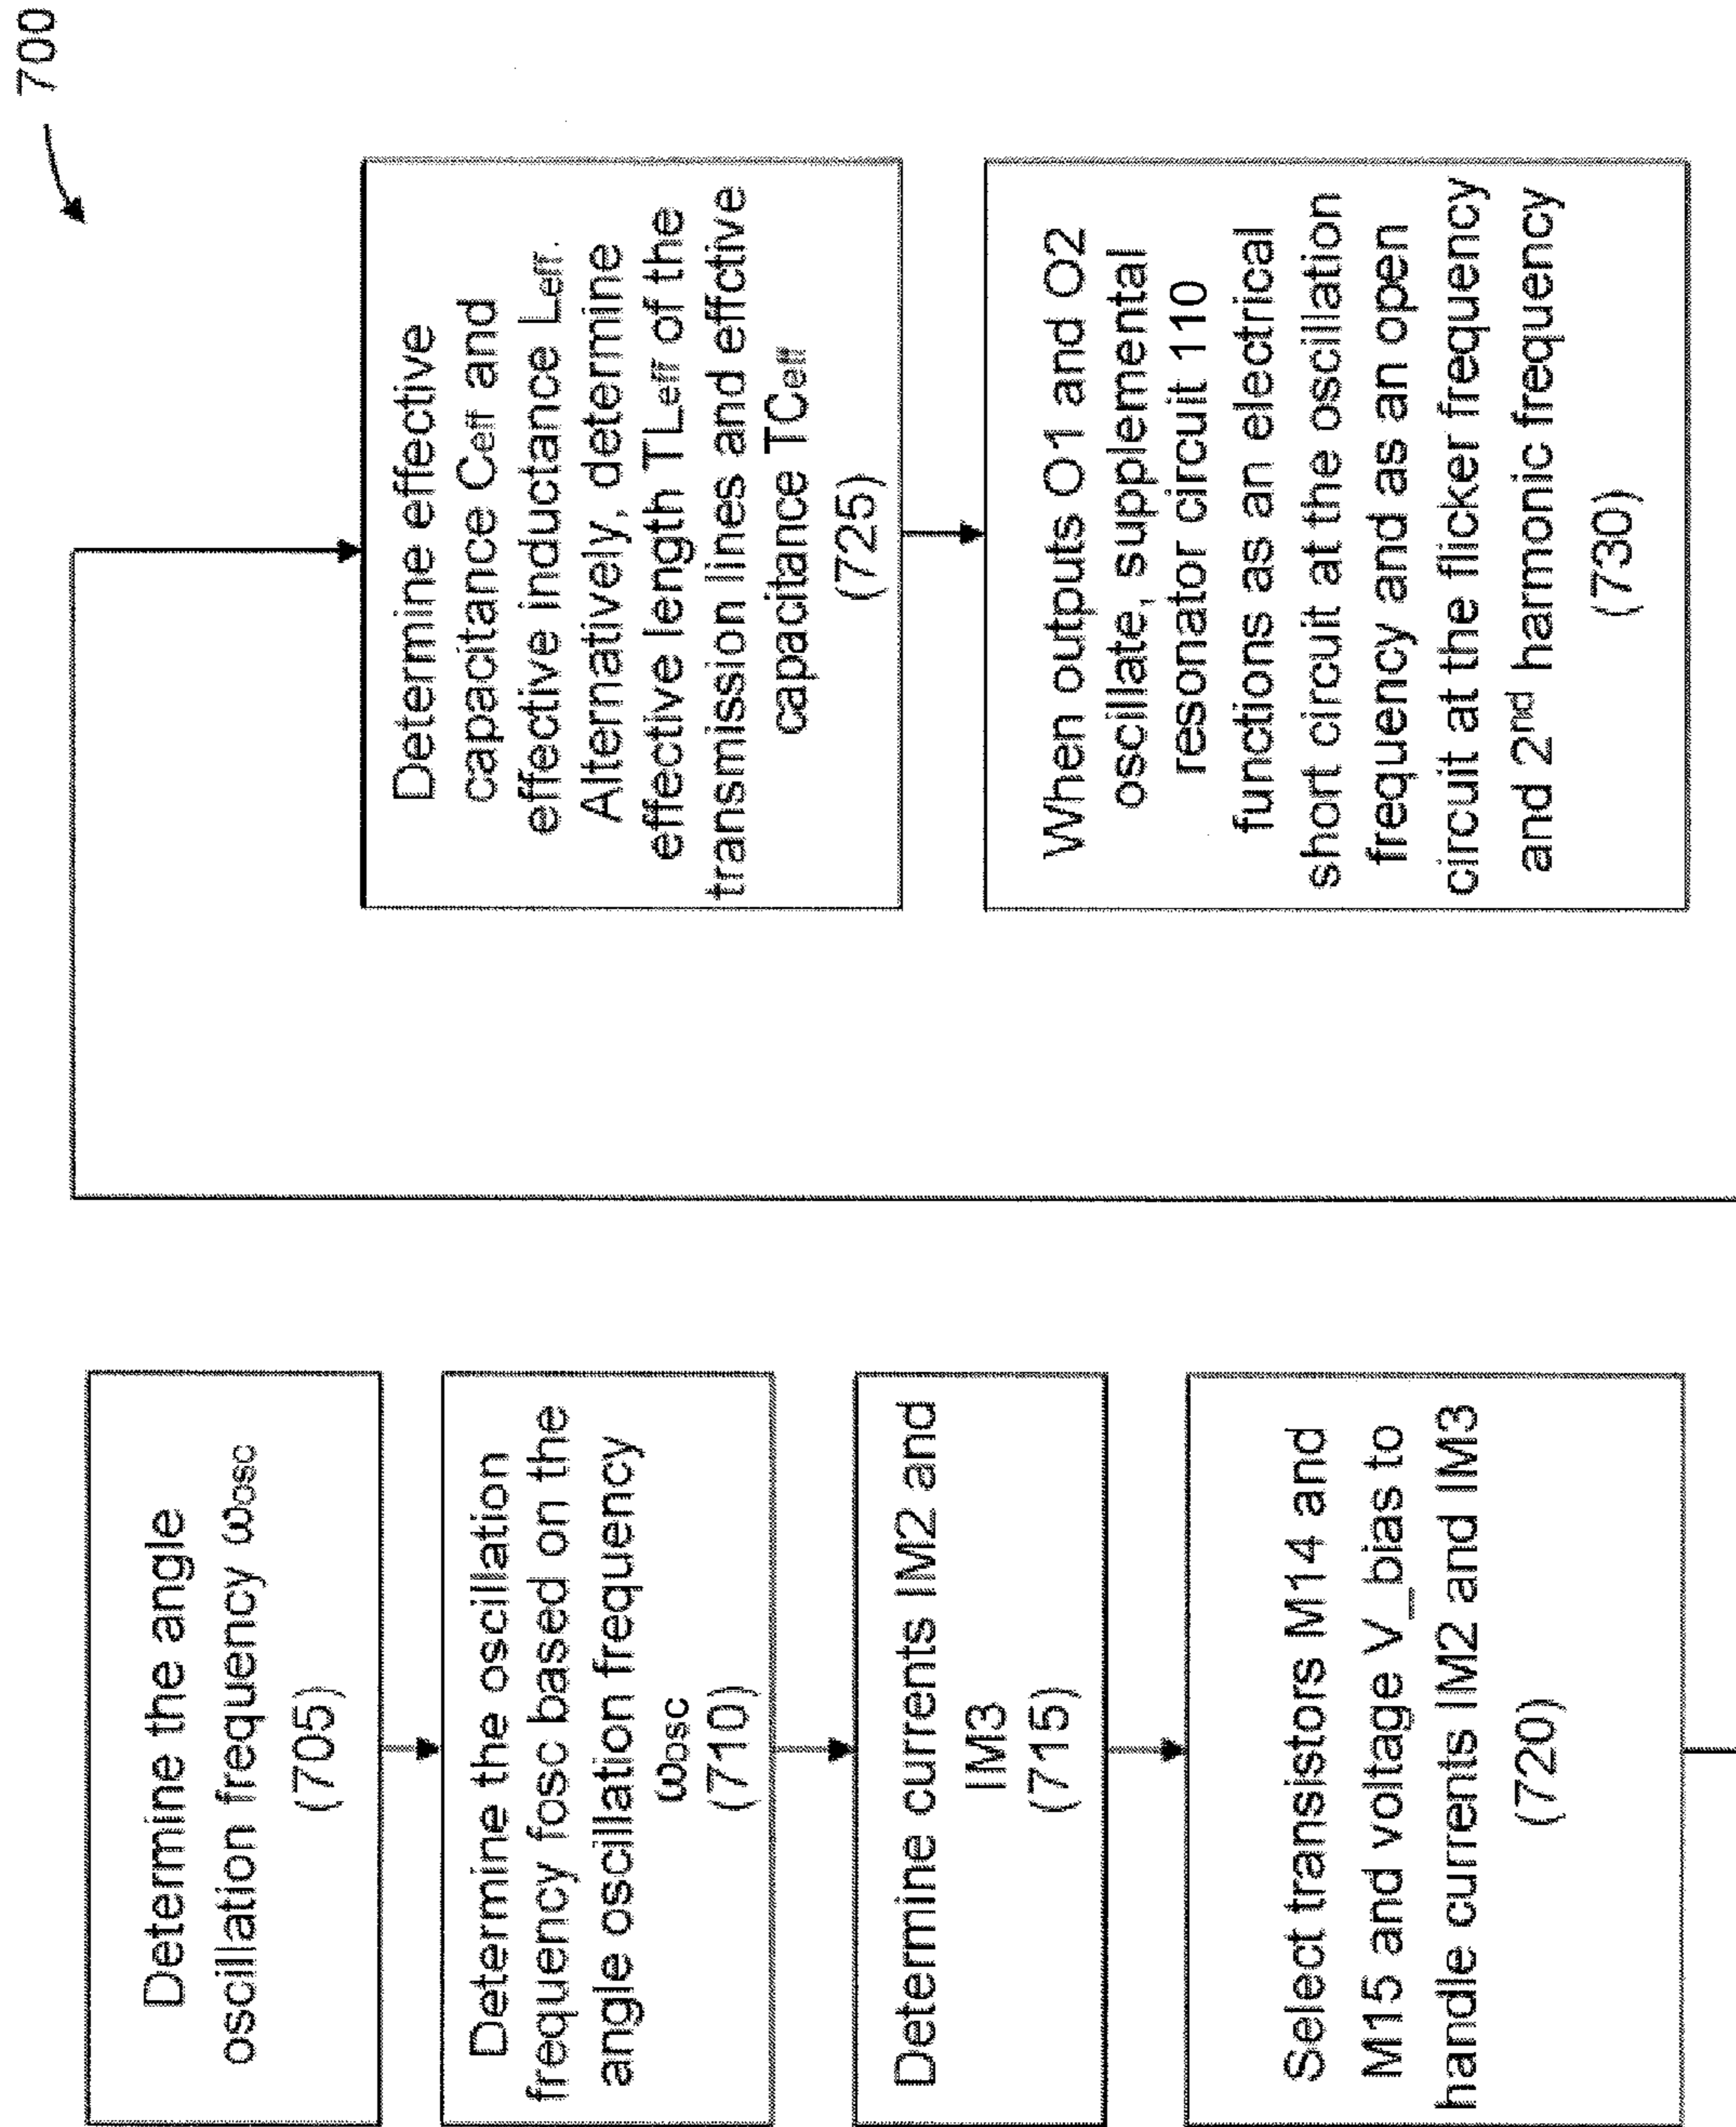 700
Determine the angle
oscillation frequency ωosc
(705)
Determine the oscillation
frequency fosc based on the
angle oscillation frequency
ωosc
(710)
Determine currents IM2 and
IM3
(715)
Select transistors M14 and
M15 and voltage V_bias to
handle currents IM2 and IM3
(720)
Determine effective
capacitance Ceff and
effective inductance Leff.
Alternatively, determine
effective length TLeff of the
transmission lines and effctive
capacitance TCeff
(725)
When outputs O1 and O2
oscillate, supplemental
resonator circuit 110
functions as an electrical
short circuit at the oscillation
frequency and as an open
circuit at the flicker frequency
and 2nd harmonic frequency
(730)